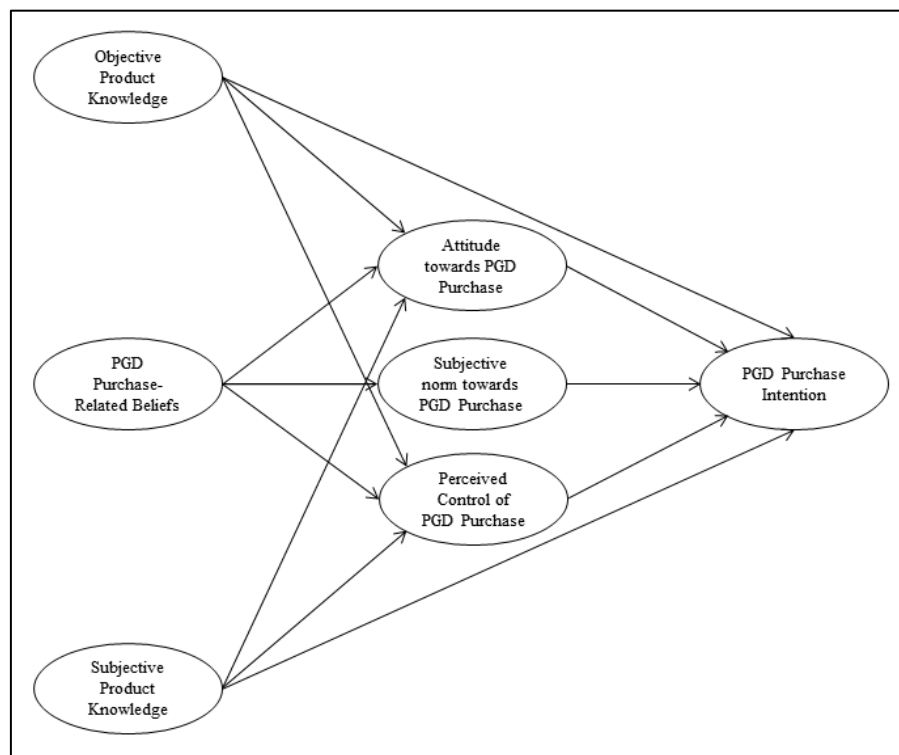 Objective
Product
Knowledge
Attitude
towards PGD
Purchase
PGD
Purchase-
Related Beliefs
Subjective
norm towards
PGD Purchase
PGD Purchase
Intention
Perceived
Control of
PGD Purchase
Subjective
Product
Knowledge